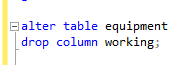 alter table equipment
drop column working;